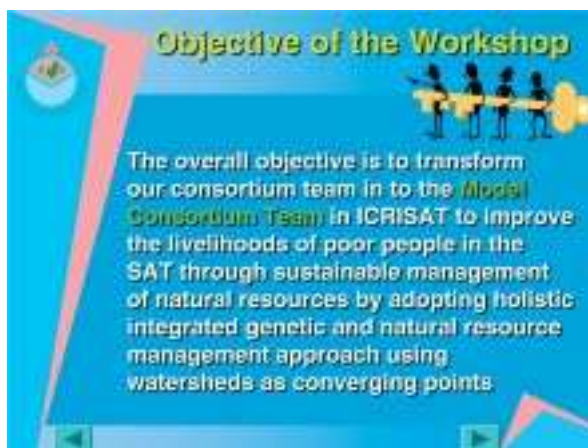 Objective of the Workshop
The overall objective is to transform
our consortium team in to the Model
Consortium Team in ICRISAT to improve
the livelihoods of poor people in the
SAT through sustainable management
of natural resources by adopting holistic
integrated genetic and natural resource
management approach using
watersheds as converging points